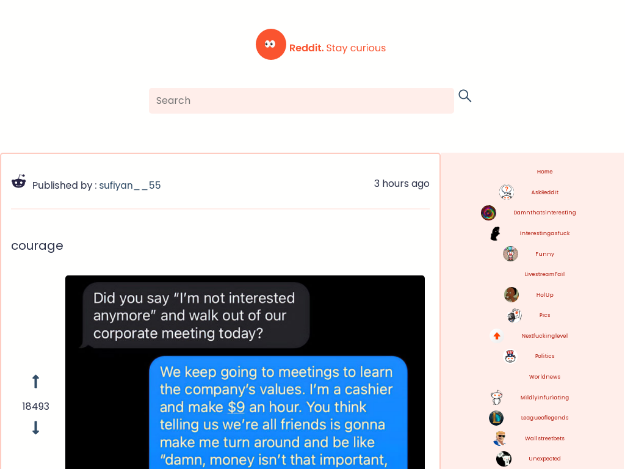 Reddit. Stay curious
Search
Published by : sufiyan__55
3 hours ago
courage
Did you say “I’m not interested
anymore” and walk out of our
corporate meeting today?
We keep going to meetings to learn
the company’s values. I’m a cashier
and make $9 an hour. You think
telling us we’re all friends is gonna
make me turn around and be like
“damn, money isn’t that important,
18493
Home
AskReddit
Damnthatsinteresting
Interestingasfuck
Funny
LivestreamFail
HolUp
Pics
Nextfuckinglevel
Politics
Worldnews
Mildlyinfuriating
Leagueoflegends
Wallstreetbets
Unexpected